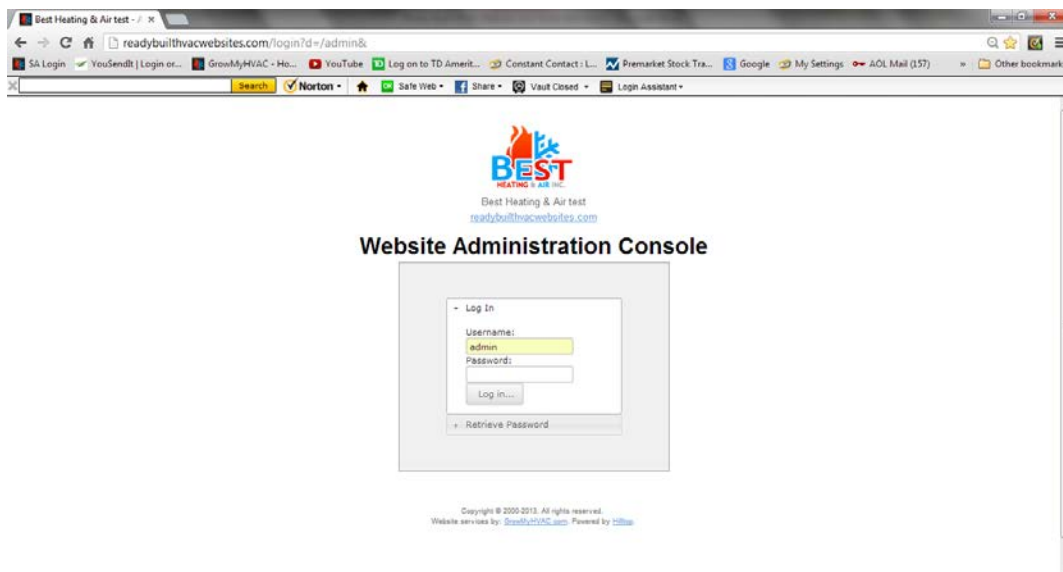 Best Heating & Air test - A
readybuilthvacwebsites.com/login?d=/admin&
SA Login YouSendIt | Login or... GrowMyHVAC - Ho... YouTube Log on to TD Amerit... Constant Contact : L... Premarket Stock Tra... Google My Settings AOL Mail (157) » Other bookmark
Search Norton Safe Web Share Vault Closed Login Assistant
BEST
HEATING & AIR INC.
Best Heating & Air test
readybuilthvacwebsites.com
Website Administration Console
- Log In
Username:
admin
Password:
Log in...
+ Retrieve Password
Copyright © 2000-2013. All rights reserved.
Website services by: GrowMyHVAC.com. Powered by Hilltop.